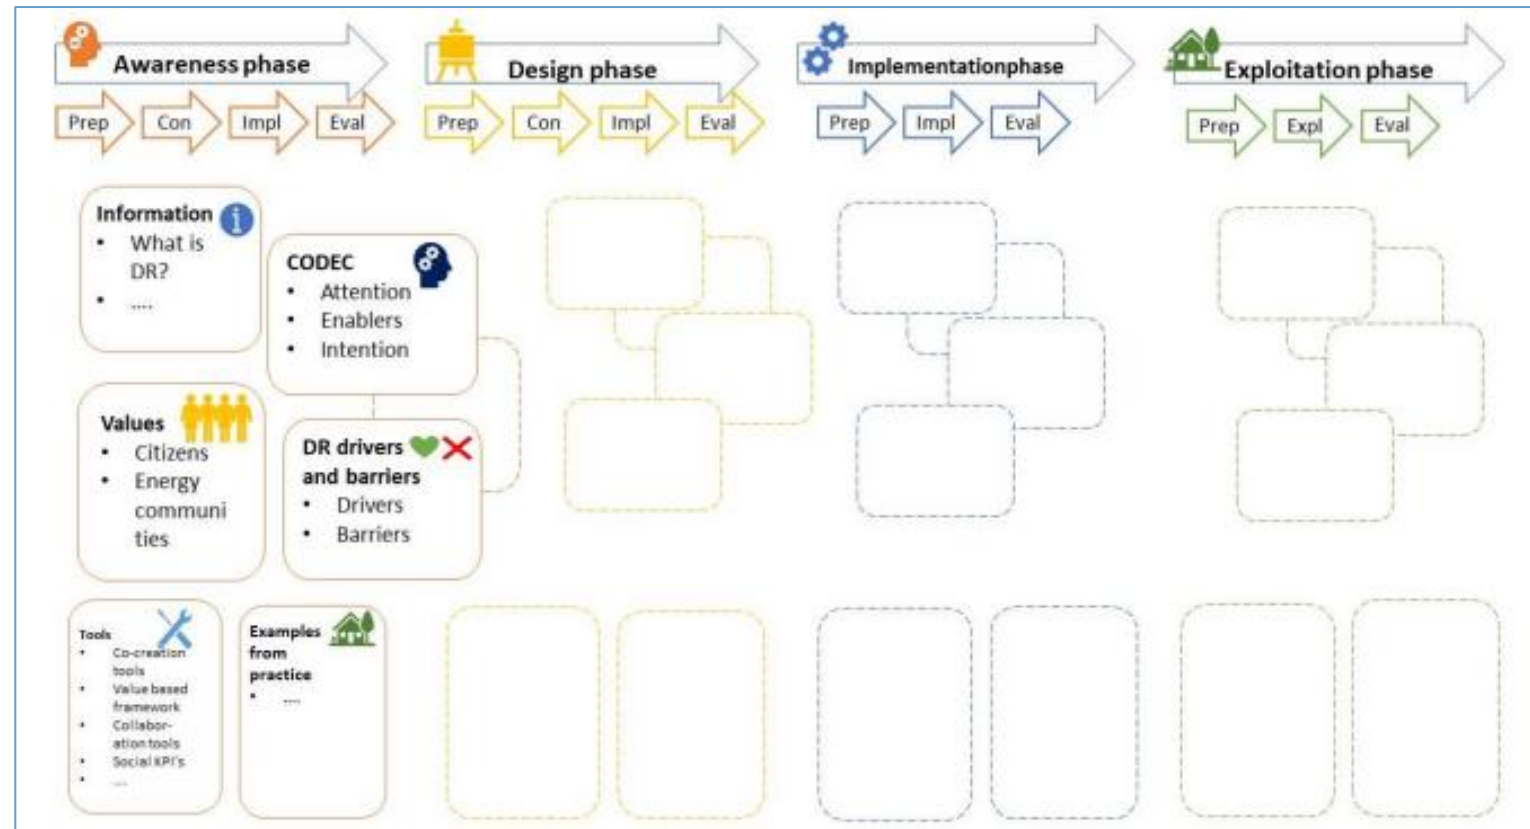 Awareness phase
Design phase
Implementationphase
Exploitation phase
Prep Con Impl Eval
Prep Con Impl Eval
Prep Impl Eval
Prep Expl Eval
Information
• What is
DR?
• ....
CODEC
• Attention
• Enablers
• Intention
Values
• Citizens
• Energy
communi
ties
DR drivers
and barriers
• Drivers
• Barriers
Tools
• Co-creation
tools
• Value based
framework
• Collabor-
ation tools
• Social KPI's
• ...
Examples
from
practice
• ....